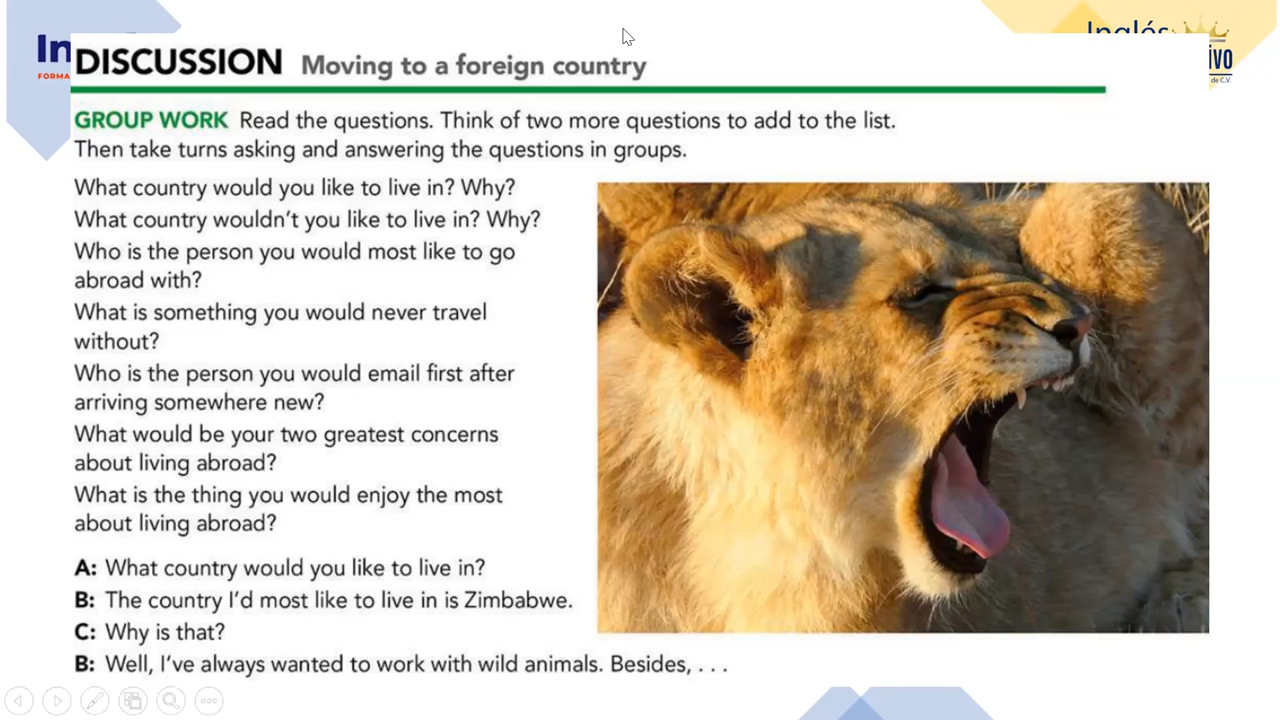 In
FORMA
Inglés
ivo
de C.V.
DISCUSSION Moving to a foreign country
GROUP WORK Read the questions. Think of two more questions to add to the list.
Then take turns asking and answering the questions in groups.
What country would you like to live in? Why?
What country wouldn't you like to live in? Why?
Who is the person you would most like to go
abroad with?
What is something you would never travel
without?
Who is the person you would email first after
arriving somewhere new?
What would be your two greatest concerns
about living abroad?
What is the thing you would enjoy the most
about living abroad?
A: What country would you like to live in?
B: The country I'd most like to live in is Zimbabwe.
C: Why is that?
B: Well, I've always wanted to work with wild animals. Besides, . . .